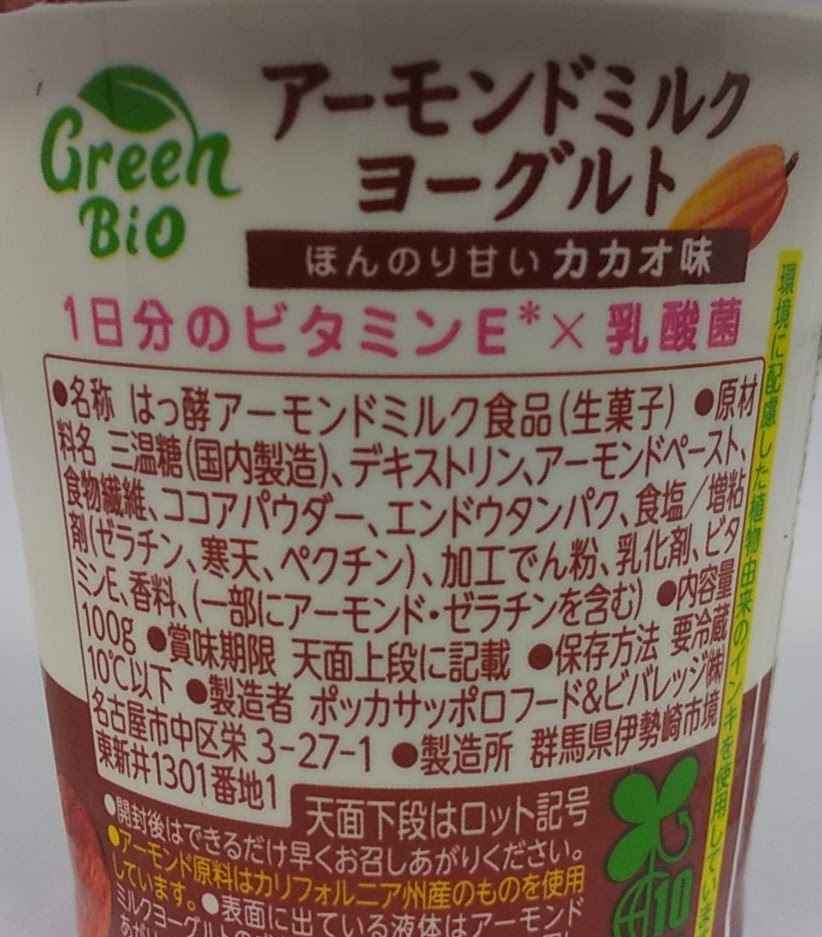 Green
Bio
アーモンドミルク
ヨーグルト
ほんのり甘いカカオ味
1日分のビタミンE*×乳酸菌
●名称 はっ酵アーモンドミルク食品(生菓子) ●原材
料名 三温糖(国内製造)、デキストリン、アーモンドペースト、
食物繊維、ココアパウダー、エンドウタンパク、食塩/増粘
剤(ゼラチン、寒天、ペクチン)、加工でん粉、乳化剤、ビタ
ミンE、香料、(一部にアーモンド・ゼラチンを含む) ●内容量
100g ●賞味期限 天面上段に記載 ●保存方法 要冷蔵
10℃以下 ●製造者 ポッカサッポロフード&ビバレッジ㈱
名古屋市中区栄3-27-1 ●製造所 群馬県伊勢崎市境
東新井1301番地1
天面下段はロット記号
●開封後はできるだけ早くお召しあがりください。
●アーモンド原料はカリフォルニア州産のものを使用
しています。●表面に出ている液体はアーモンド
ミルクヨーグルトの
環境に配慮した植物由来のインキを使用していま
10